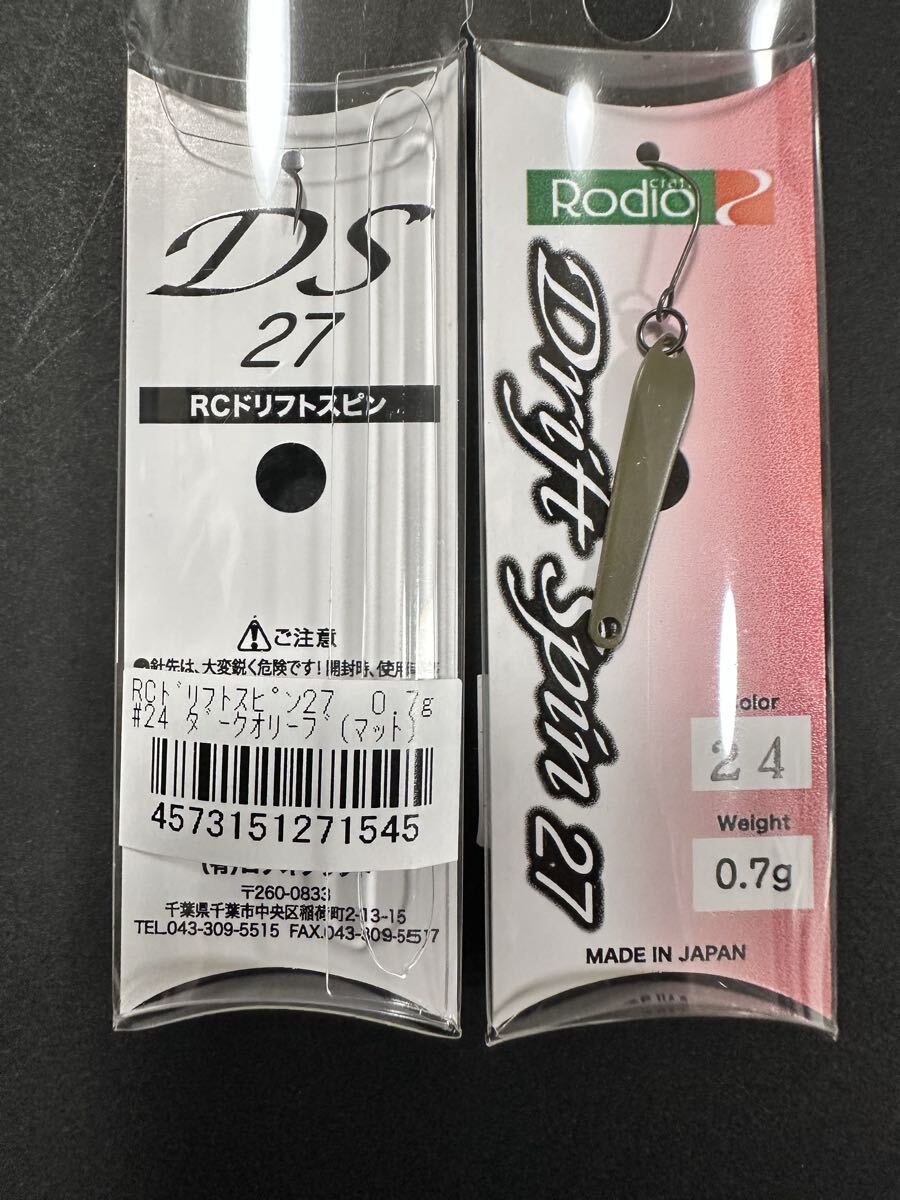 DS
27
RCドリフトスピン
ご注意
●針先は、大変鋭く危険です!開封時、使用
RCドリフトスピン27 0.7g
#24 ダークオリーブ(マット)
4573151271545
〒260-0833
千葉県千葉市中央区稲荷町2-13-15
TEL.043-309-5515 FAX.043-309-5517
Rodio
craft
Drift Spin 27
Color
24
Weight
0.7g
MADE IN JAPAN